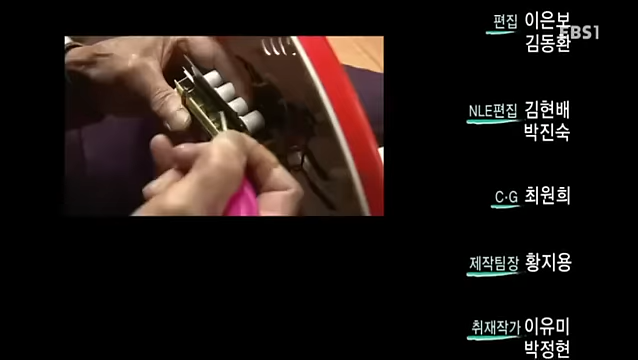 편집 이은보
김동환
EBS1
NLE편집 김현배
박진숙
C·G 최원희
제작팀장 황지용
취재작가 이유미
박정현